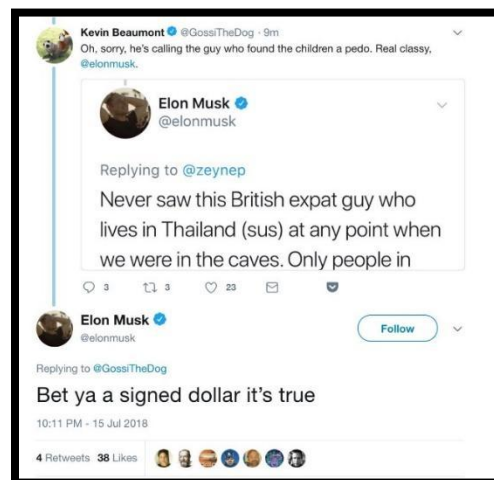 Kevin Beaumont @GossiTheDog · 9m
Oh, sorry, he's calling the guy who found the children a pedo. Real classy,
@elonmusk.
Elon Musk
@elonmusk
Replying to @zeynep
Never saw this British expat guy who
lives in Thailand (sus) at any point when
we were in the caves. Only people in
3 3 23
Elon Musk
@elonmusk
Follow
Replying to @GossiTheDog
Bet ya a signed dollar it's true
10:11 PM - 15 Jul 2018
4 Retweets 38 Likes